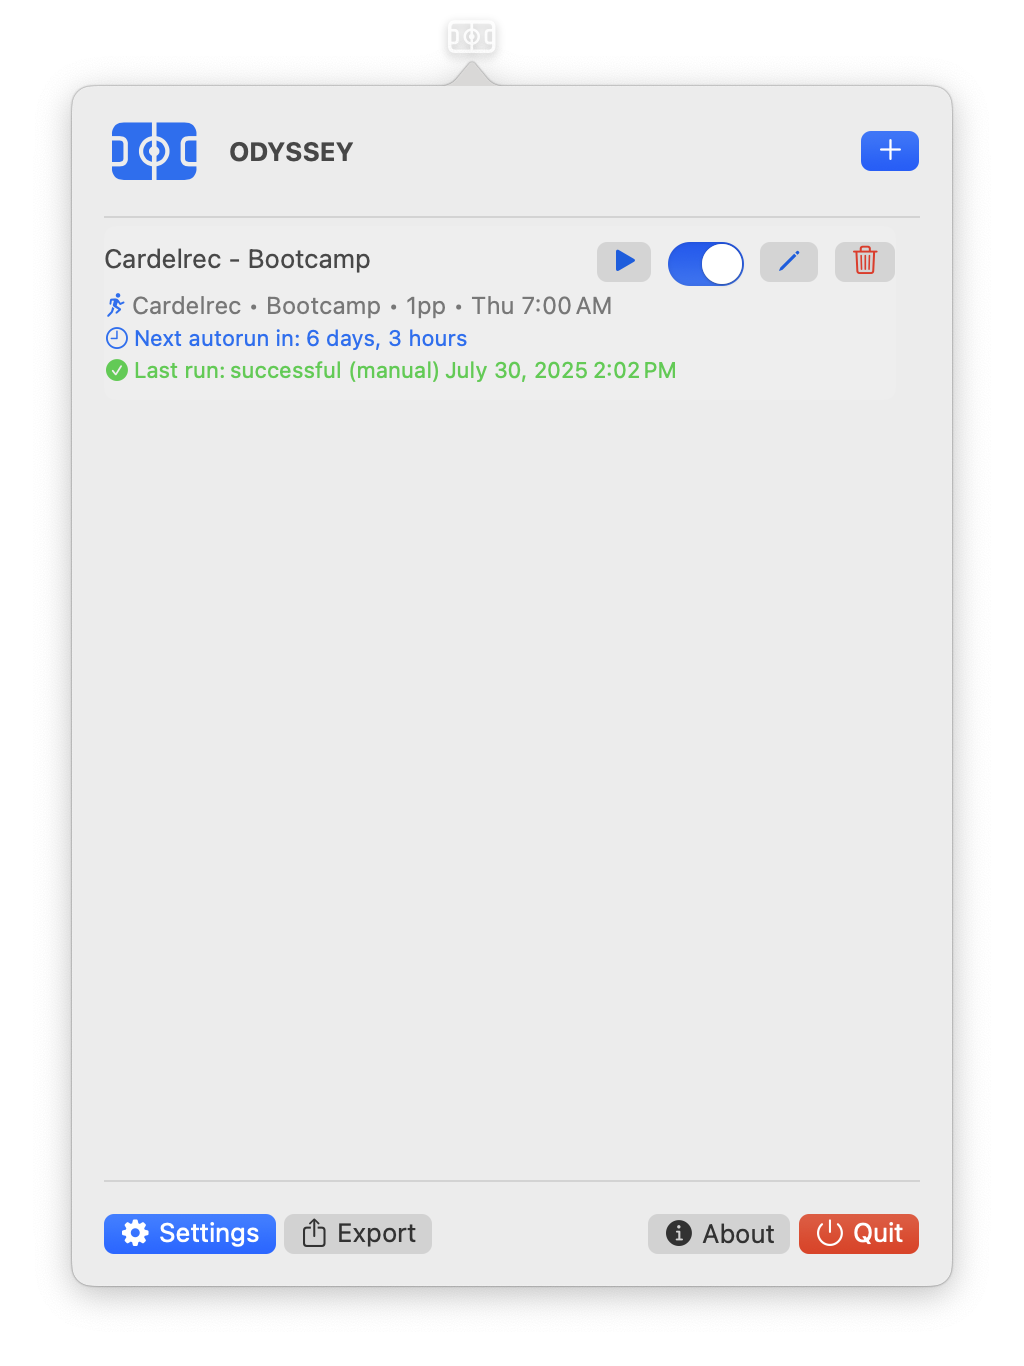 ODYSSEY
Cardelrec - Bootcamp
Cardelrec • Bootcamp • 1pp • Thu 7:00 AM
Next autorun in: 6 days, 3 hours
Last run: successful (manual) July 30, 2025 2:02 PM
Settings
Export
About
Quit